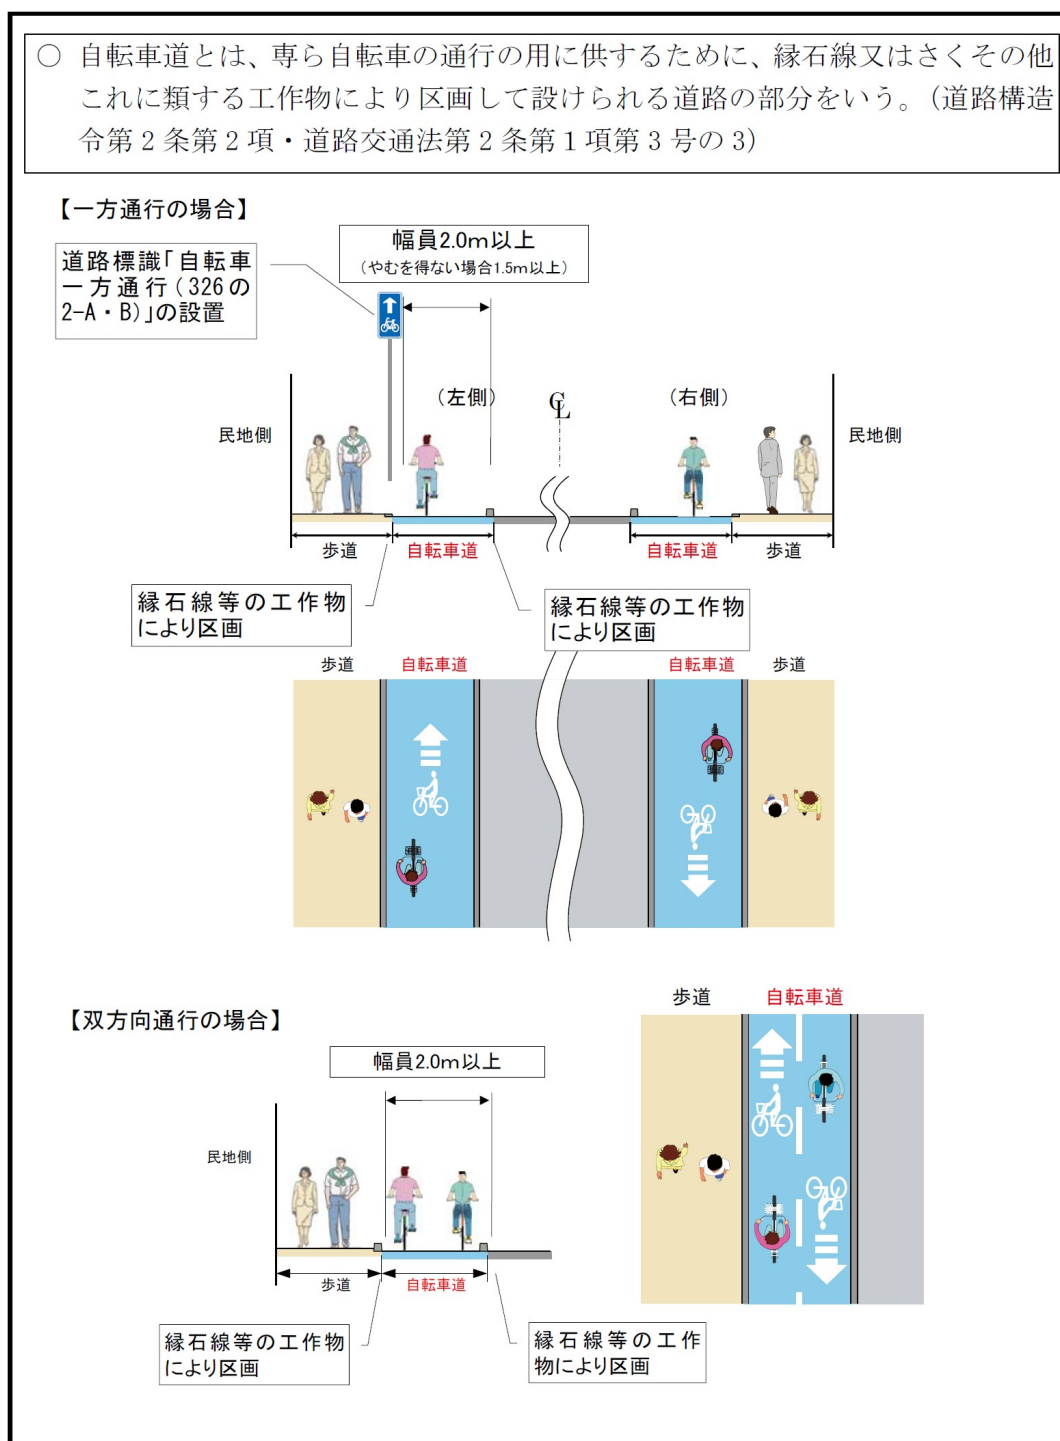 ○ 自転車道とは、専ら自転車の通行の用に供するために、縁石線又はさくその他
これに類する工作物により区画して設けられる道路の部分をいう。(道路構造
令第2条第2項・道路交通法第2条第1項第3号の3)
【一方通行の場合】
道路標識「自転車
一方通行(326の
2-A・B)」の設置
幅員2.0m以上
(やむを得ない場合1.5m以上)
(左側)
CL
(右側)
民地側
民地側
歩道
自転車道
自転車道
歩道
縁石線等の工作物
により区画
縁石線等の工作物
により区画
歩道
自転車道
自転車道
歩道
【双方向通行の場合】
幅員2.0m以上
民地側
歩道
自転車道
縁石線等の工作物
により区画
縁石線等の工作
物により区画
歩道
自転車道